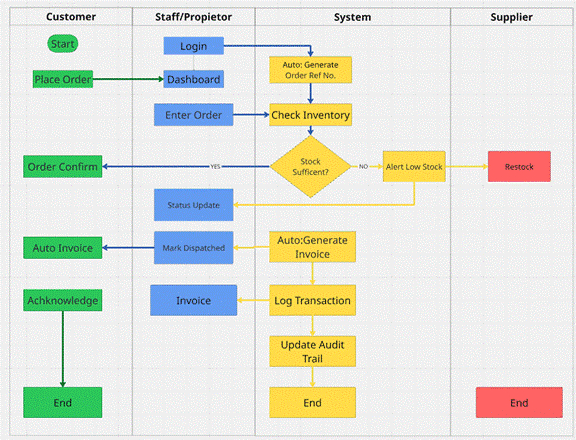 Customer
Staff/Propietor
System
Supplier
Start
Login
Place Order
Dashboard
Auto: Generate
Order Ref No.
Enter Order
Check Inventory
Order Confirm
YES
Stock
Sufficent?
NO
Alert Low Stock
Restock
Status Update
Auto Invoice
Mark Dispatched
Auto:Generate
Invoice
Achknowledge
Invoice
Log Transaction
Update Audit
Trail
End
End
End